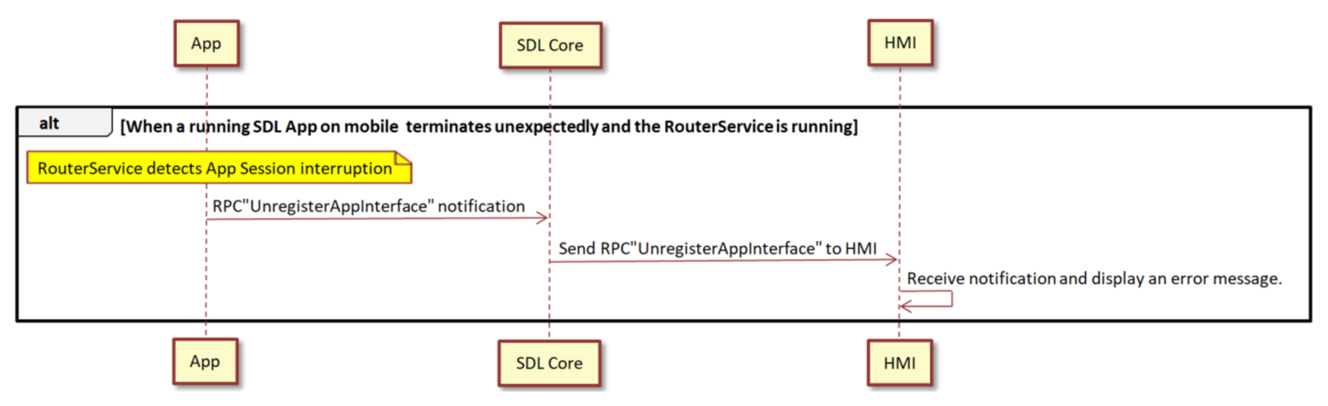 App
SDL Core
HMI
alt
[When a running SDL App on mobile terminates unexpectedly and the RouterService is running]
RouterService detects App Session interruption
RPC"UnregisterAppInterface" notification
Send RPC"UnregisterAppInterface" to HMI
Receive notification and display an error message.
App
SDL Core
HMI